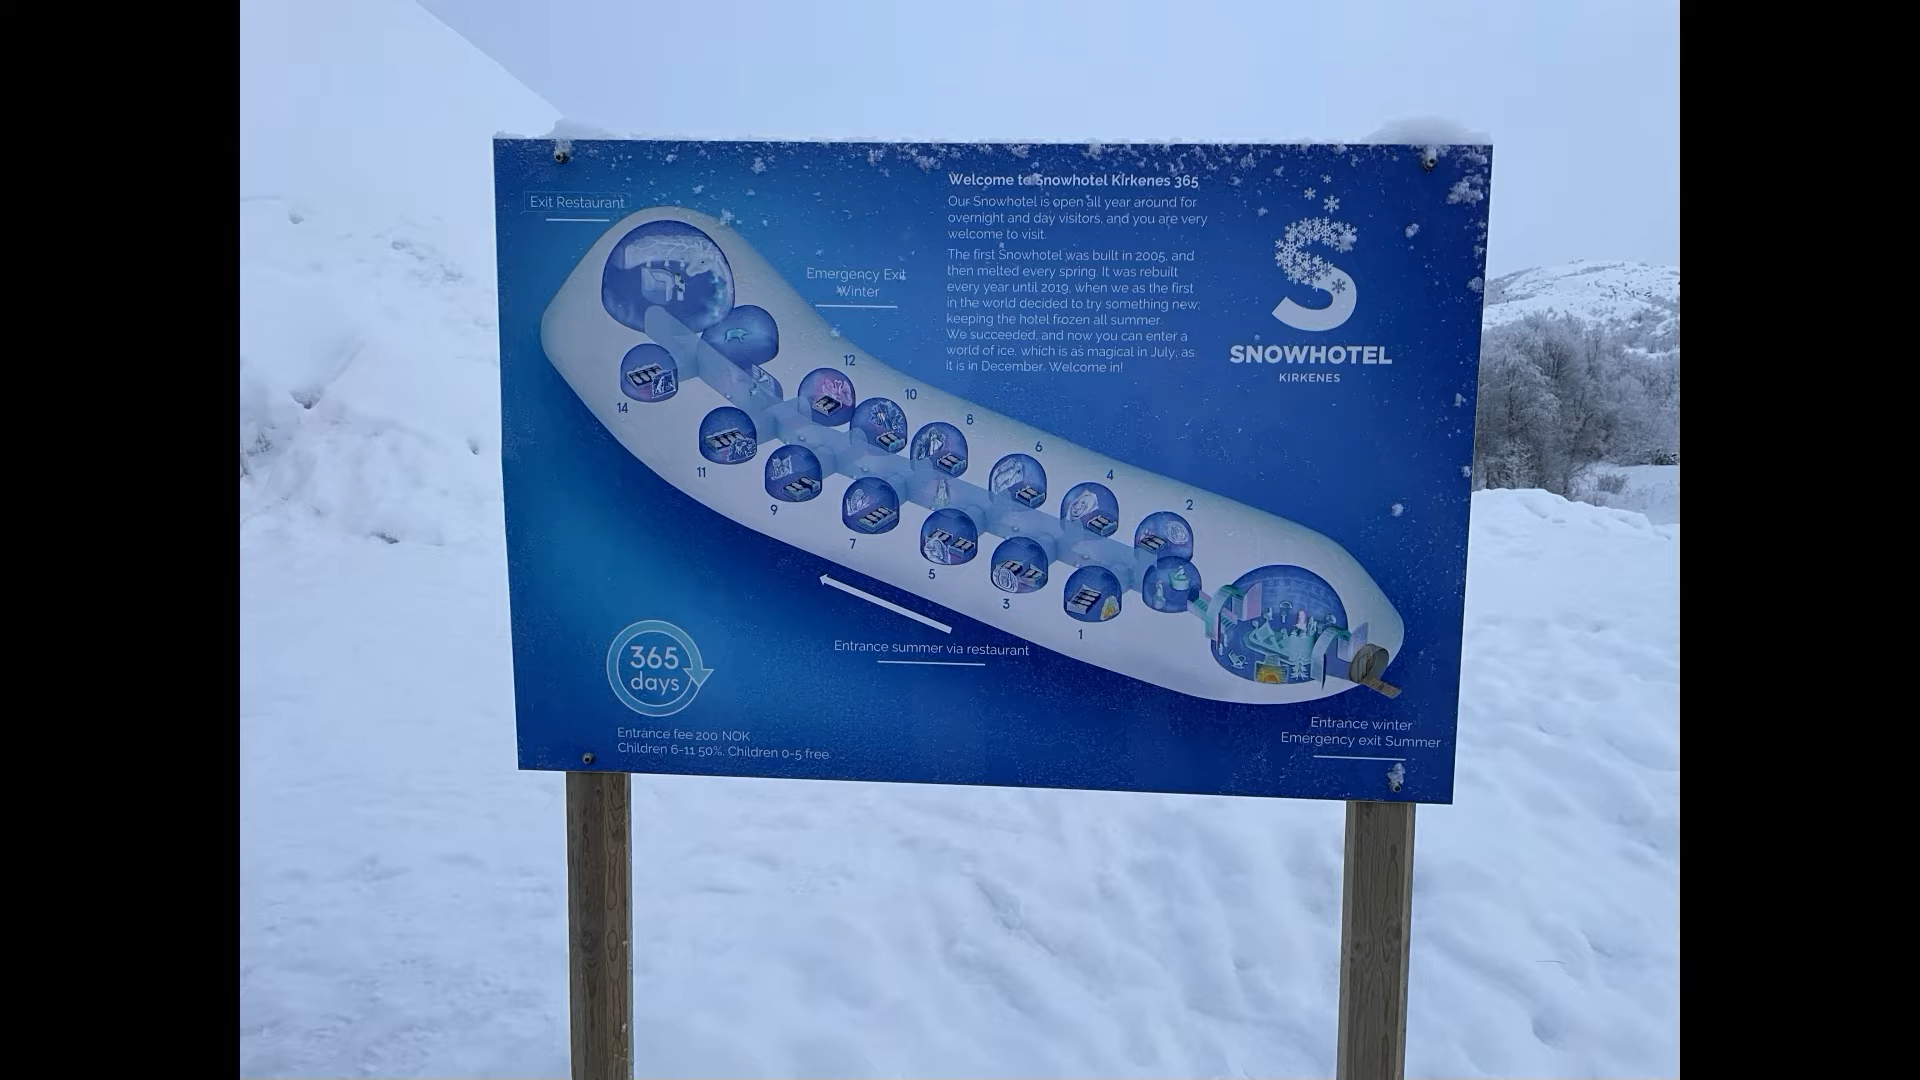 Exit Restaurant
Emergency Exit
Winter
Welcome to Snowhotel Kirkenes 365
Our Snowhotel is open all year around for
overnight and day visitors, and you are very
welcome to visit.
The first Snowhotel was built in 2005, and
then melted every spring. It was rebuilt
every year until 2019, when we as the first
in the world decided to try something new;
keeping the hotel frozen all summer.
We succeeded, and now you can enter a
world of ice, which is as magical in July, as
it is in December. Welcome in!
S
SNOWHOTEL
KIRKENES
14
12
11
10
9
8
7
6
5
4
3
2
1
Entrance summer via restaurant
365
days
Entrance fee 200 NOK
Children 6-11 50%. Children 0-5 free
Entrance winter
Emergency exit Summer